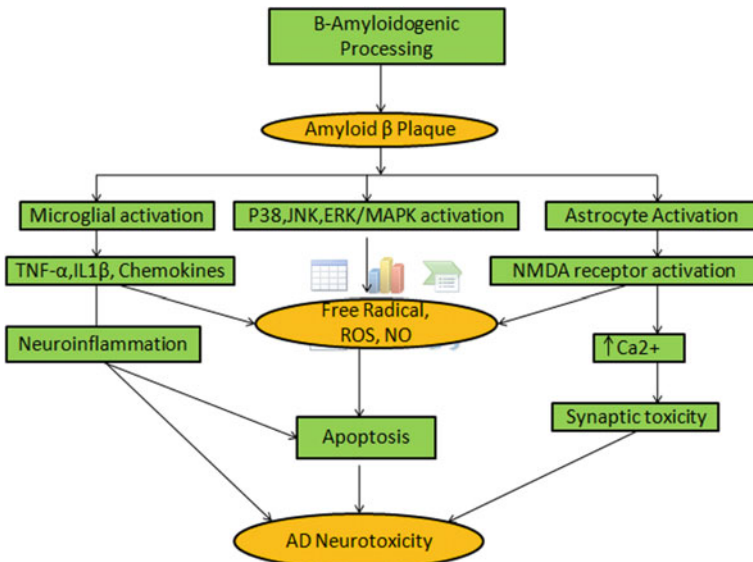 B-Amyloidogenic
Processing
Amyloid β Plaque
Microglial activation
P38,JNK,ERK/MAPK activation
Astrocyte Activation
TNF-α,IL1β, Chemokines
NMDA receptor activation
Free Radical,
ROS, NO
Neuroinflammation
↑Ca2+
Apoptosis
Synaptic toxicity
AD Neurotoxicity